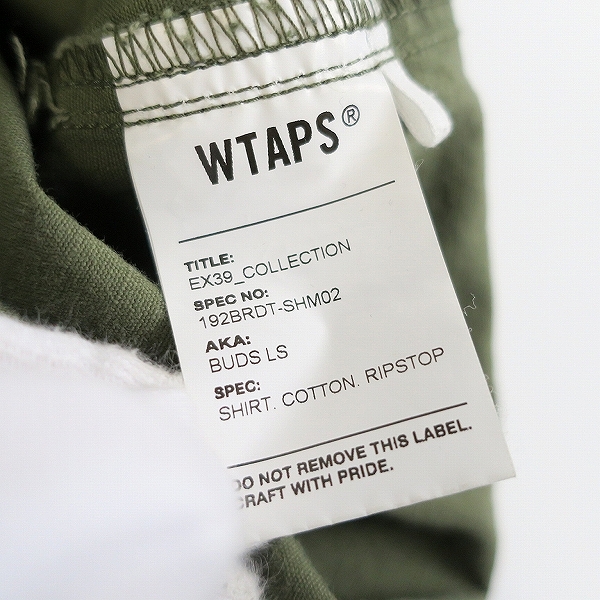 WTAPS®
TITLE:
EX39_COLLECTION
SPEC NO:
192BRDT-SHM02
AKA:
BUDS LS
SPEC:
SHIRT. COTTON. RIPSTOP
DO NOT REMOVE THIS LABEL.
CRAFT WITH PRIDE.